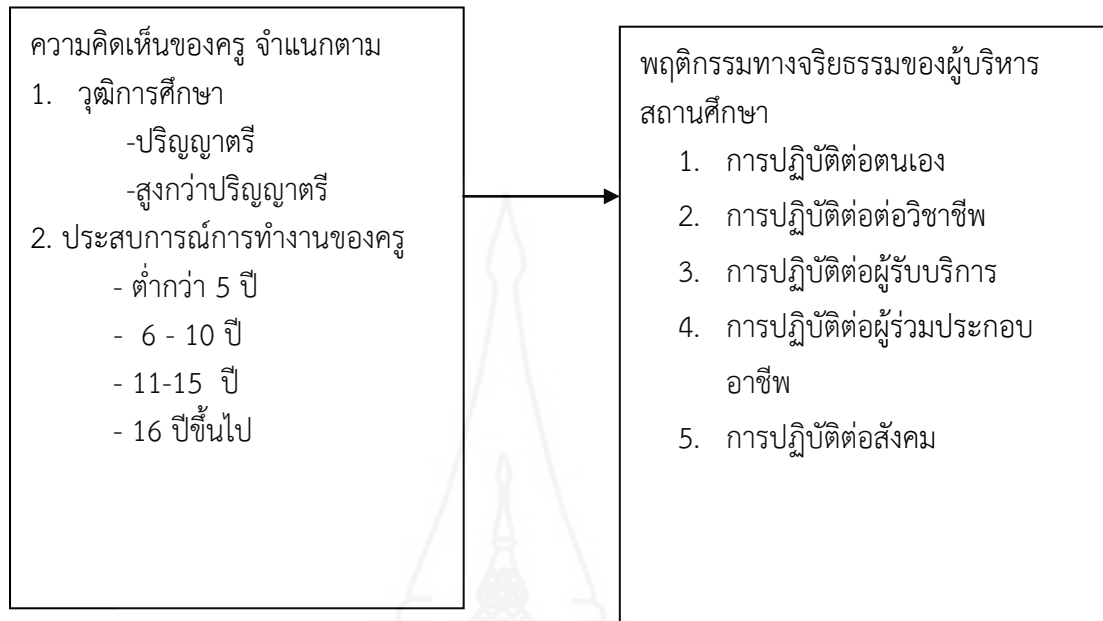 ความคิดเห็นของครู จำแนกตาม
1. วุฒิการศึกษา
-ปริญญาตรี
-สูงกว่าปริญญาตรี
2. ประสบการณ์การทำงานของครู
- ต่ำกว่า 5 ปี
- 6 - 10 ปี
- 11-15 ปี
- 16 ปีขึ้นไป
พฤติกรรมทางจริยธรรมของผู้บริหาร
สถานศึกษา
1. การปฏิบัติต่อตนเอง
2. การปฏิบัติต่อต่อวิชาชีพ
3. การปฏิบัติต่อผู้รับบริการ
4. การปฏิบัติต่อผู้ร่วมประกอบ
อาชีพ
5. การปฏิบัติต่อสังคม